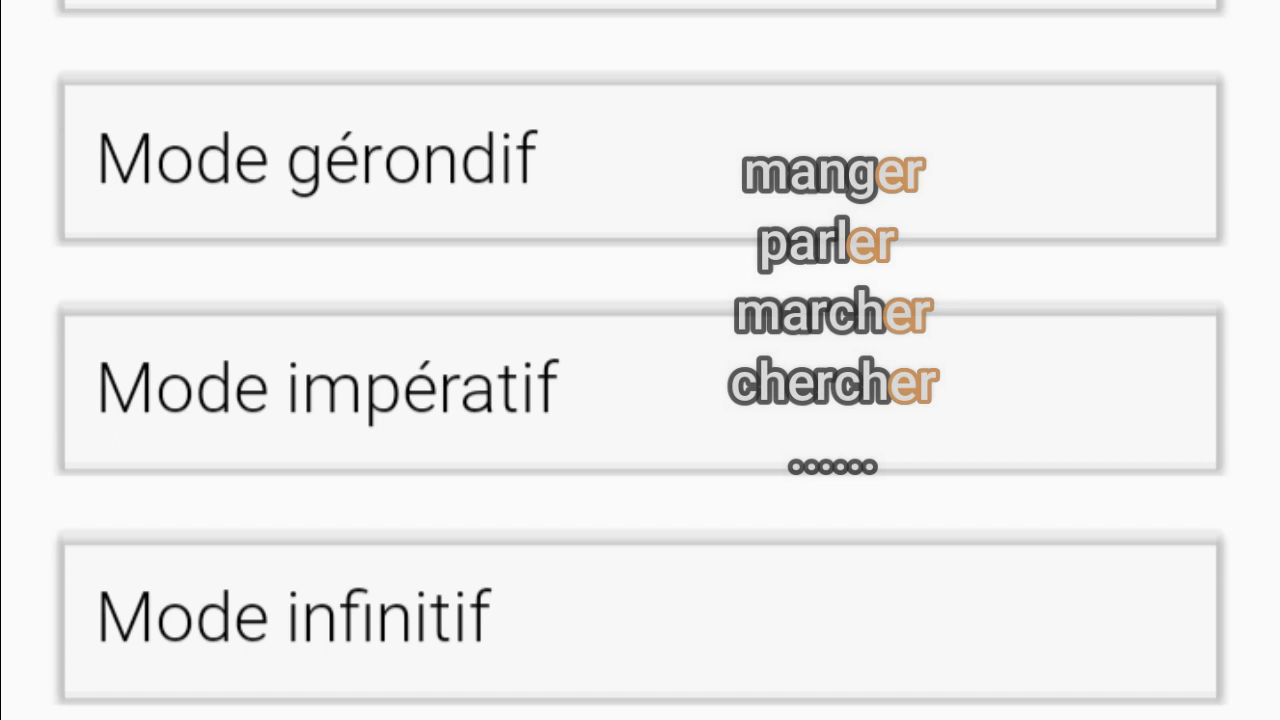 Mode gérondif
manger
parler
marcher
Mode impératif
chercher
......
Mode infinitif